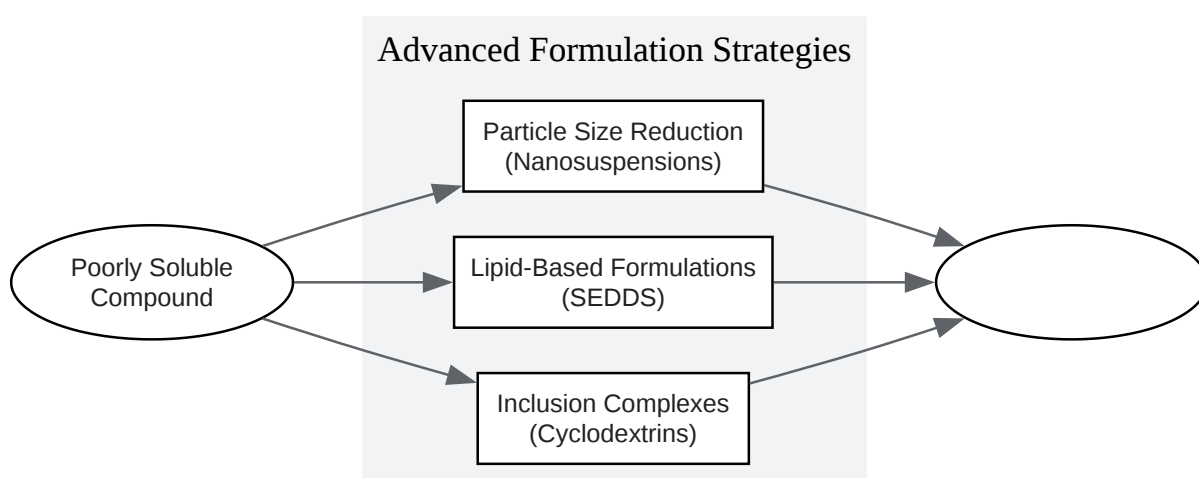 Advanced Formulation Strategies
Particle Size Reduction
(Nanosuspensions)
Poorly Soluble
Compound
Lipid-Based Formulations
(SEDDS)
Inclusion Complexes
(Cyclodextrins)